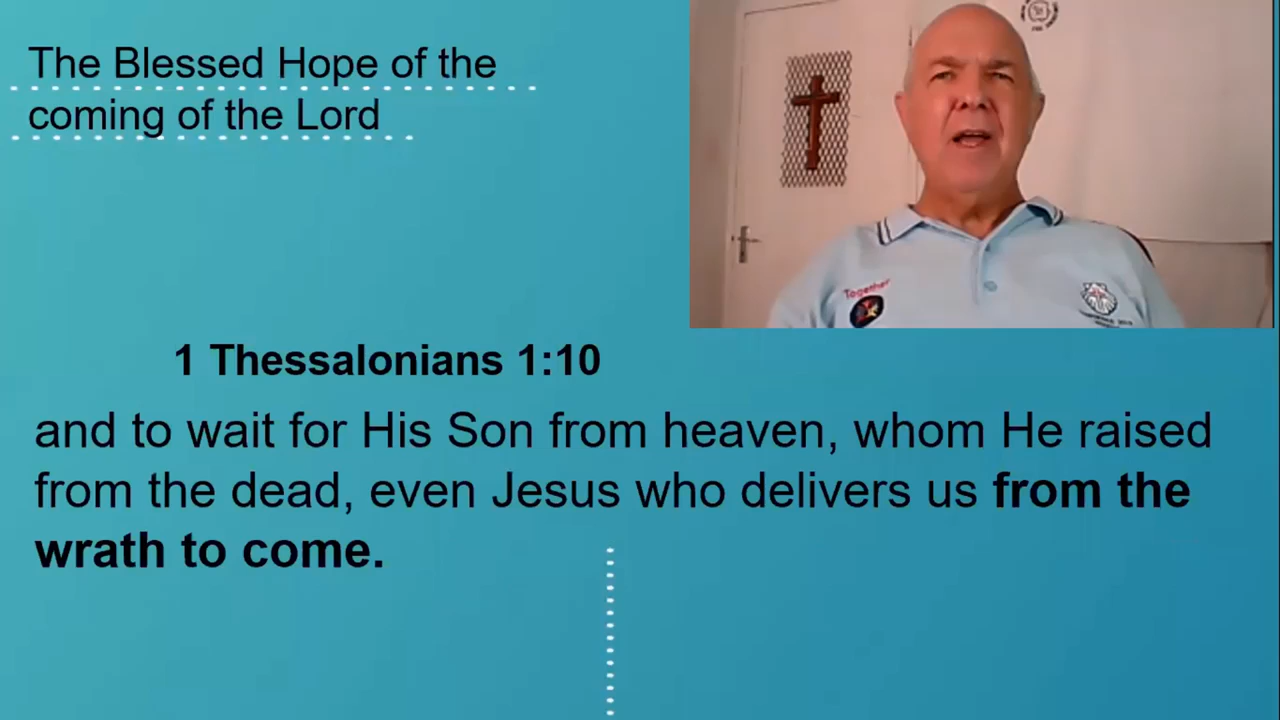 The Blessed Hope of the
coming of the Lord
Together
1 Thessalonians 1:10
and to wait for His Son from heaven, whom He raised
from the dead, even Jesus who delivers us from the
wrath to come.